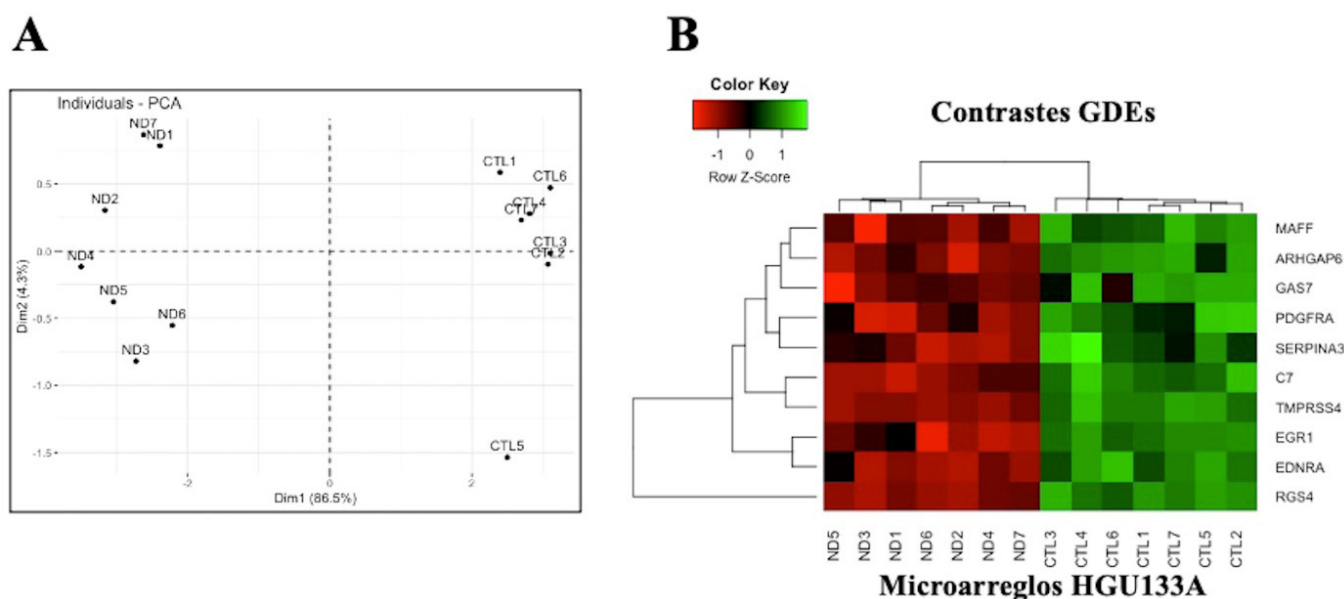 A
Individuals - PCA
ND7
ND1
ND2
ND4
ND5
ND6
ND3
CTL1
CTL6
CTL4
CTL7
CTL3
CTL2
CTL5
0.5
0.0
-0.5
-1.0
-1.5
Dim2 (4.3%)
-2
0
2
Dim1 (86.5%)
B
Color Key
-1 0 1
Row Z-Score
Contrastes GDEs
MAFF
ARHGAP6
GAS7
PDGFRA
SERPINA3
C7
TMPRSS4
EGR1
EDNRA
RGS4
ND5 ND3 ND1 ND6 ND2 ND4 ND7 CTL3 CTL4 CTL6 CTL1 CTL7 CTL5 CTL2
Microarreglos HGU133A